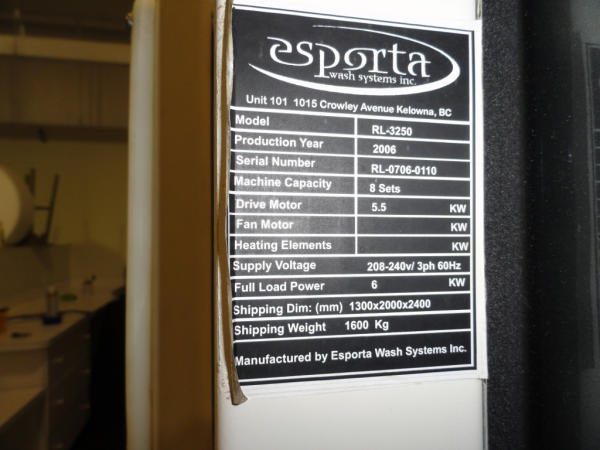 esporta
wash systems inc.
Unit 101 1015 Crowley Avenue Kelowna, BC
Model RL-3250
Production Year 2006
Serial Number RL-0706-0110
Machine Capacity 8 Sets
Drive Motor 5.5 KW
Fan Motor KW
Heating Elements KW
Supply Voltage 208-240v/ 3ph 60Hz
Full Load Power 6 KW
Shipping Dim: (mm) 1300x2000x2400
Shipping Weight 1600 Kg
Manufactured by Esporta Wash Systems Inc.